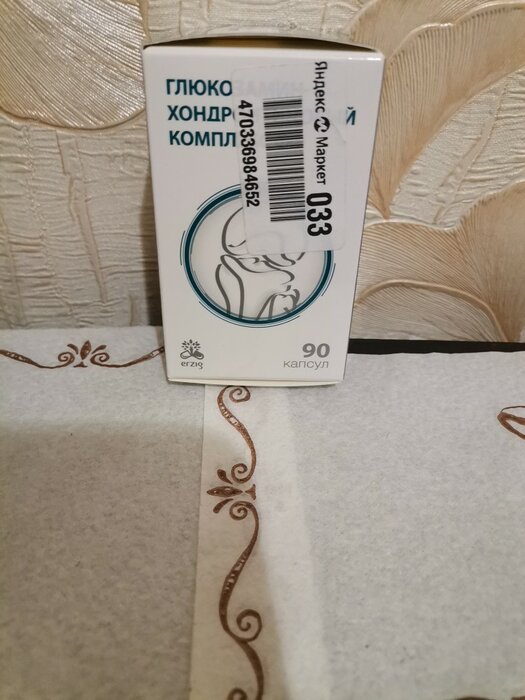 ГЛЮКО
ХОНДР Й
КОМПЛ
Яндекс Маркет
033
470336984652
erzig
90
капсул